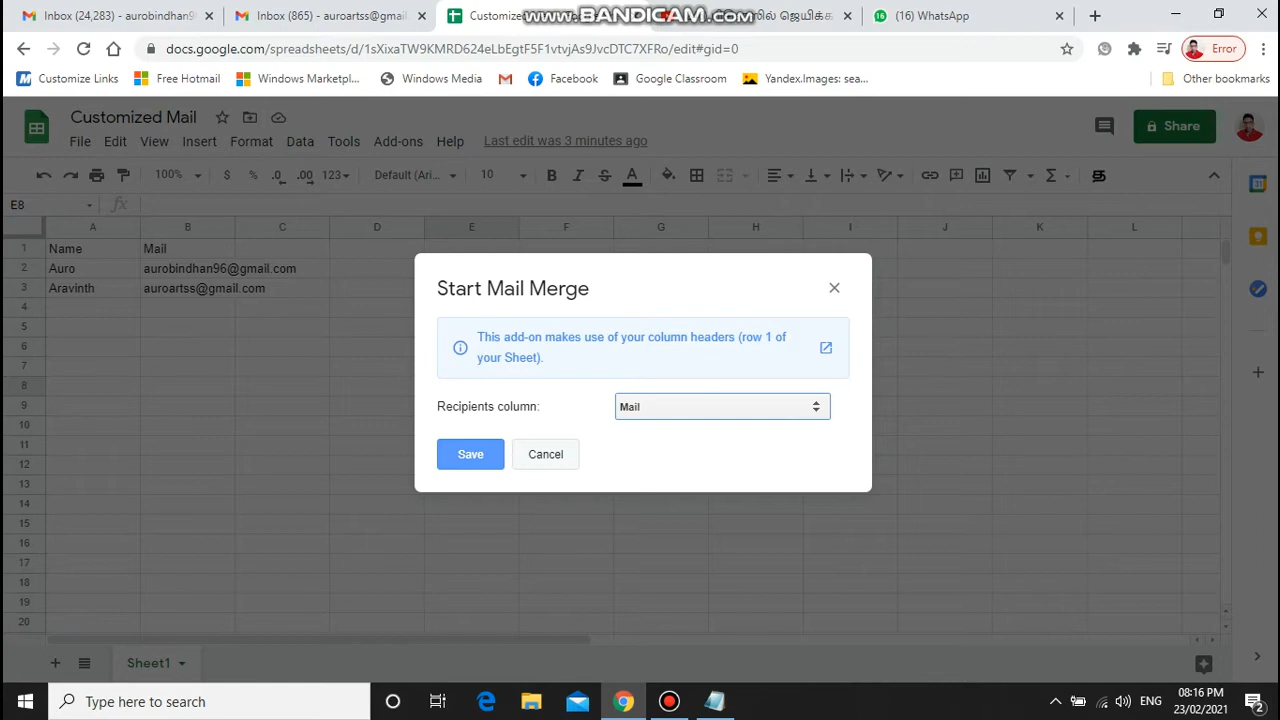 Inbox (24,283) - aurobindhan
Inbox (865) - auroartss@gmail
Customize
www.BANDICAM.com
ில் ஜெயிக்க
(16) WhatsApp
docs.google.com/spreadsheets/d/1sXixaTW9KMRD624eLbEgtF5F1vtvjAs9JvcDTC7XFRo/edit#gid=0
Error
Customize Links
Free Hotmail
Windows Marketpl...
Windows Media
Facebook
Google Classroom
Yandex.Images: sea...
Other bookmarks
Customized Mail
Share
File Edit View Insert Format Data Tools Add-ons Help Last edit was 3 minutes ago
100% $ % .0 .00 123 Default (Ari... 10 B I S A
E8 fx
A B C D E F G H I J K L
1 Name Mail
2 Auro aurobindhan96@gmail.com
3 Aravinth auroartss@gmail.com
4
5
6
7
8
9
10
11
12
13
14
15
16
17
18
19
20
Start Mail Merge
This add-on makes use of your column headers (row 1 of
your Sheet).
Recipients column: Mail
Save Cancel
Sheet1
Type here to search
ENG
08:16 PM
23/02/2021
2